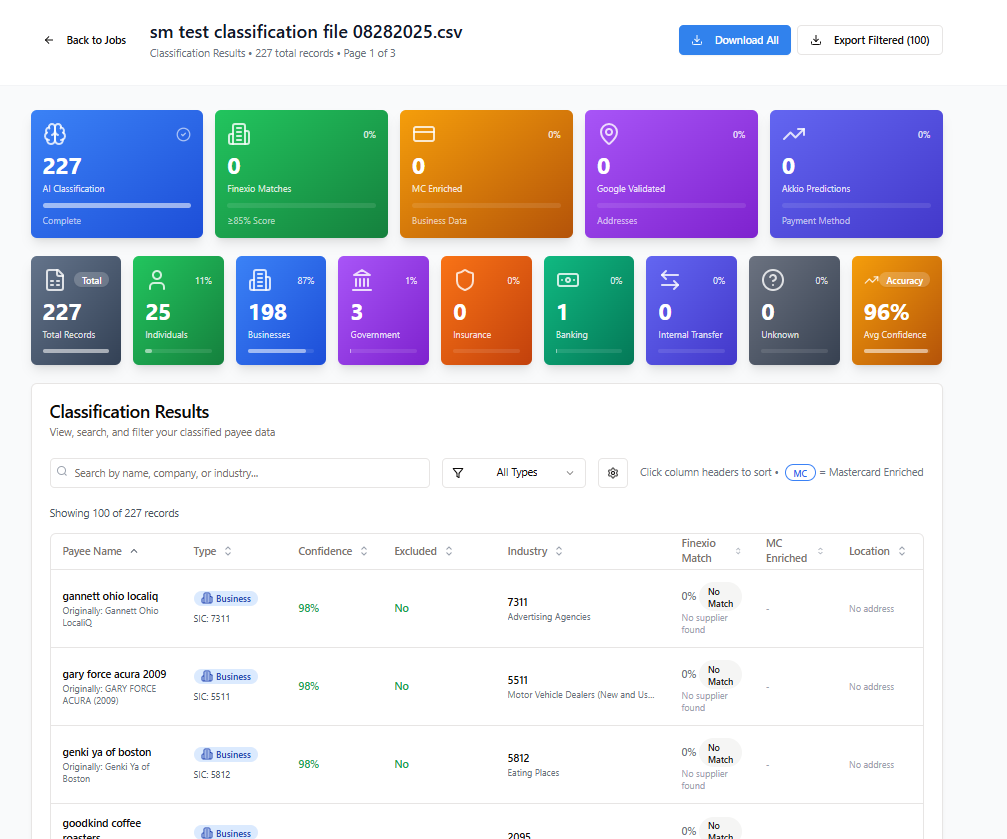 Back to Jobs
sm test classification file 08282025.csv
Classification Results • 227 total records • Page 1 of 3
Download All
Export Filtered (100)
227
AI Classification
Complete
0%
0
Finexio Matches
≥85% Score
0%
0
MC Enriched
Business Data
0%
0
Google Validated
Addresses
0%
0
Akkio Predictions
Payment Method
Total
227
Total Records
11%
25
Individuals
87%
198
Businesses
1%
3
Government
0%
0
Insurance
0%
1
Banking
0%
0
Internal Transfer
0%
0
Unknown
Accuracy
96%
Avg Confidence
Classification Results
View, search, and filter your classified payee data
Search by name, company, or industry...
All Types
Click column headers to sort •
MC
= Mastercard Enriched
Showing 100 of 227 records
Payee Name
Type
Confidence
Excluded
Industry
Finexio
Match
MC
Enriched
Location
gannett ohio localiq
Originally: Gannett Ohio
LocaliQ
Business
SIC: 7311
98%
No
7311
Advertising Agencies
0%
No
Match
No supplier
found
-
No address
gary force acura 2009
Originally: GARY FORCE
ACURA (2009)
Business
SIC: 5511
98%
No
5511
Motor Vehicle Dealers (New and Us...
0%
No
Match
No supplier
found
-
No address
genki ya of boston
Originally: Genki Ya of
Boston
Business
SIC: 5812
98%
No
5812
Eating Places
0%
No
Match
No supplier
found
-
No address
goodkind coffee
roasters
Business
2095
0%
No
Match